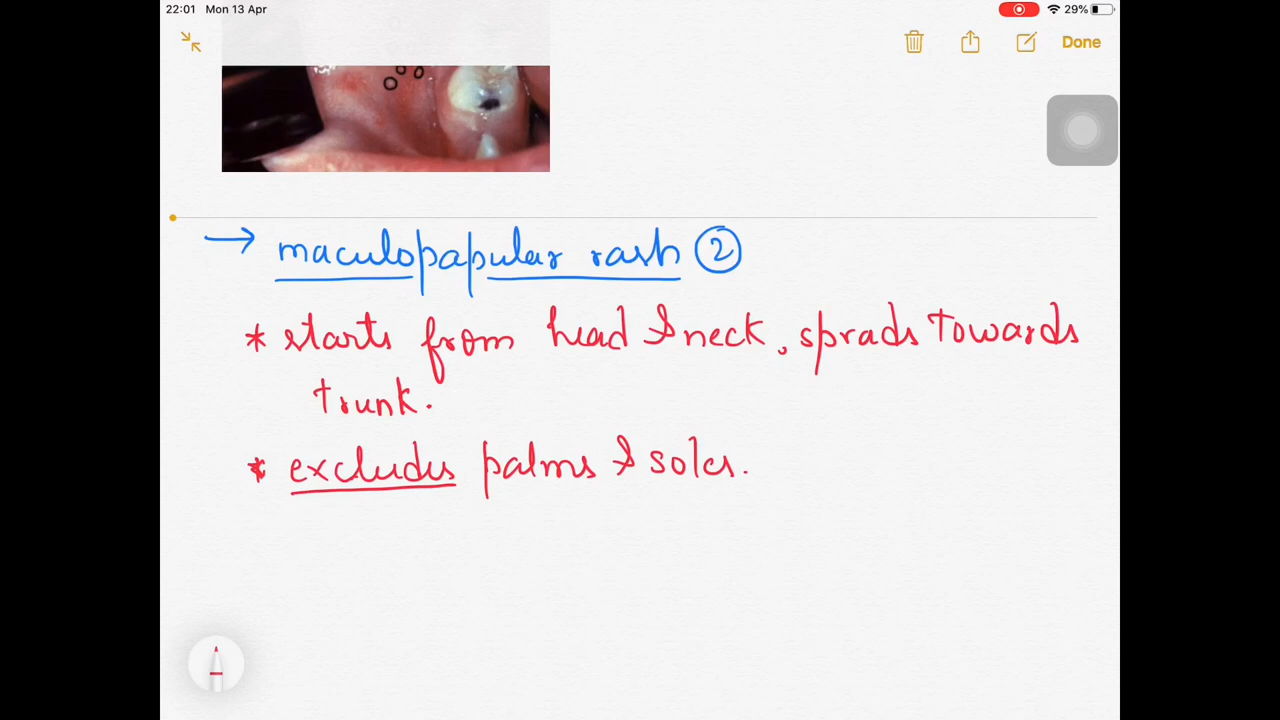 22:01 Mon 13 Apr
29%
Done
→ maculopapular rash ②
* starts from head & neck, sprads towards
trunk.
* excludes palms & soles.